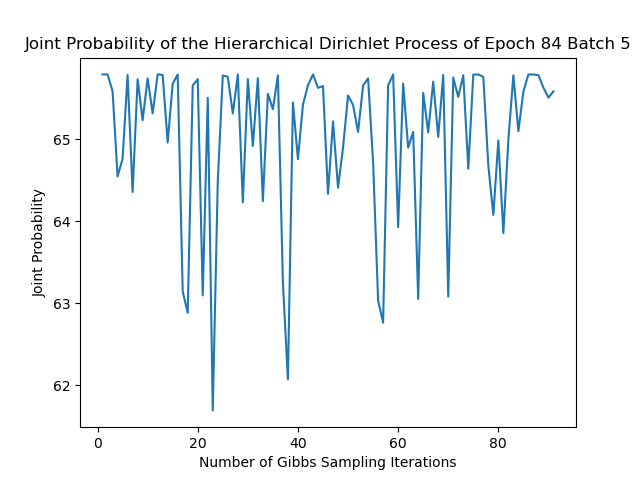 Joint Probability of the Hierarchical Dirichlet Process of Epoch 84 Batch 5
Joint Probability
65
64
63
62
0 20 40 60 80
Number of Gibbs Sampling Iterations